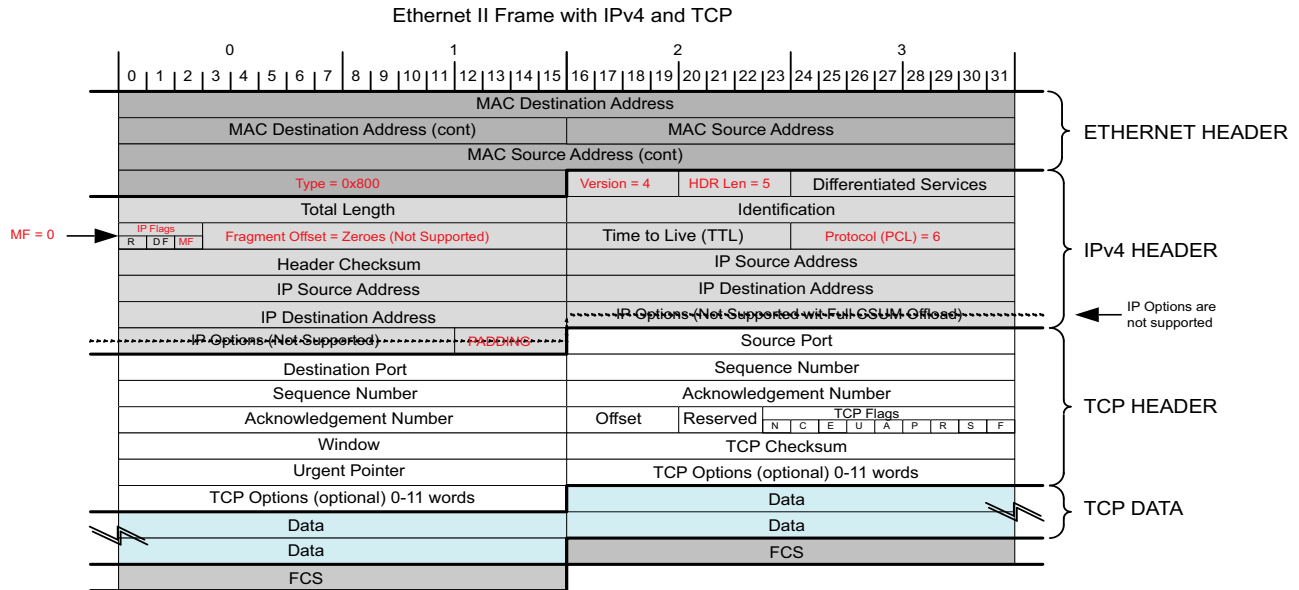 Ethernet II Frame with IPv4 and TCP
0 1 2 3
0 1 2 3 4 5 6 7 8 9 10 11 12 13 14 15 16 17 18 19 20 21 22 23 24 25 26 27 28 29 30 31
MAC Destination Address
MAC Destination Address (cont) MAC Source Address
ETHERNET HEADER
MAC Source Address (cont)
Type = 0x800 Version = 4 HDR Len = 5 Differentiated Services
Total Length Identification
MF = 0
IP Flags
R D F MF
Fragment Offset = Zeroes (Not Supported) Time to Live (TTL) Protocol (PCL) = 6
IPv4 HEADER
Header Checksum IP Source Address
IP Source Address IP Destination Address
IP Destination Address IP Options (Not Supported wit Full CSUM Offload)
IP Options are
not supported
IP Options (Not Supported) PADDING Source Port
Destination Port Sequence Number
Sequence Number Acknowledgement Number
TCP HEADER
Acknowledgement Number Offset Reserved TCP Flags
N C E U A P R S F
Window TCP Checksum
Urgent Pointer TCP Options (optional) 0-11 words
TCP Options (optional) 0-11 words Data
TCP DATA
Data Data
Data FCS
FCS